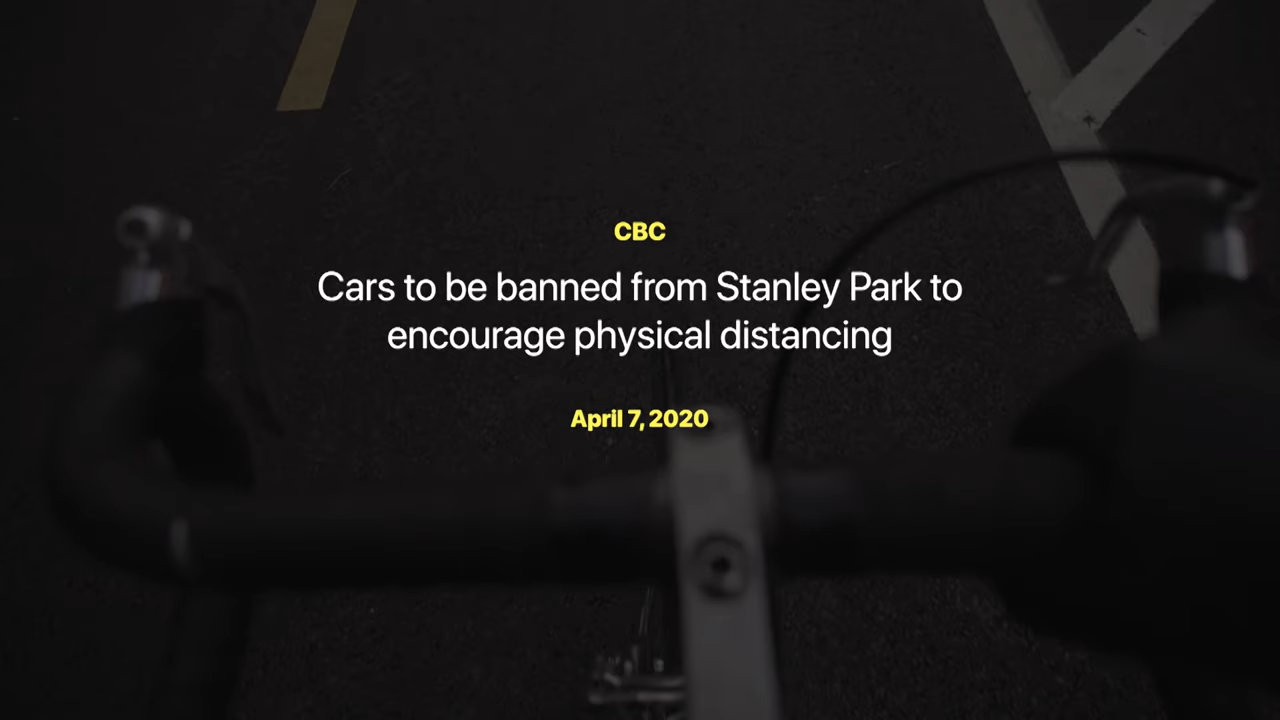 CBC
Cars to be banned from Stanley Park to
encourage physical distancing
April 7, 2020